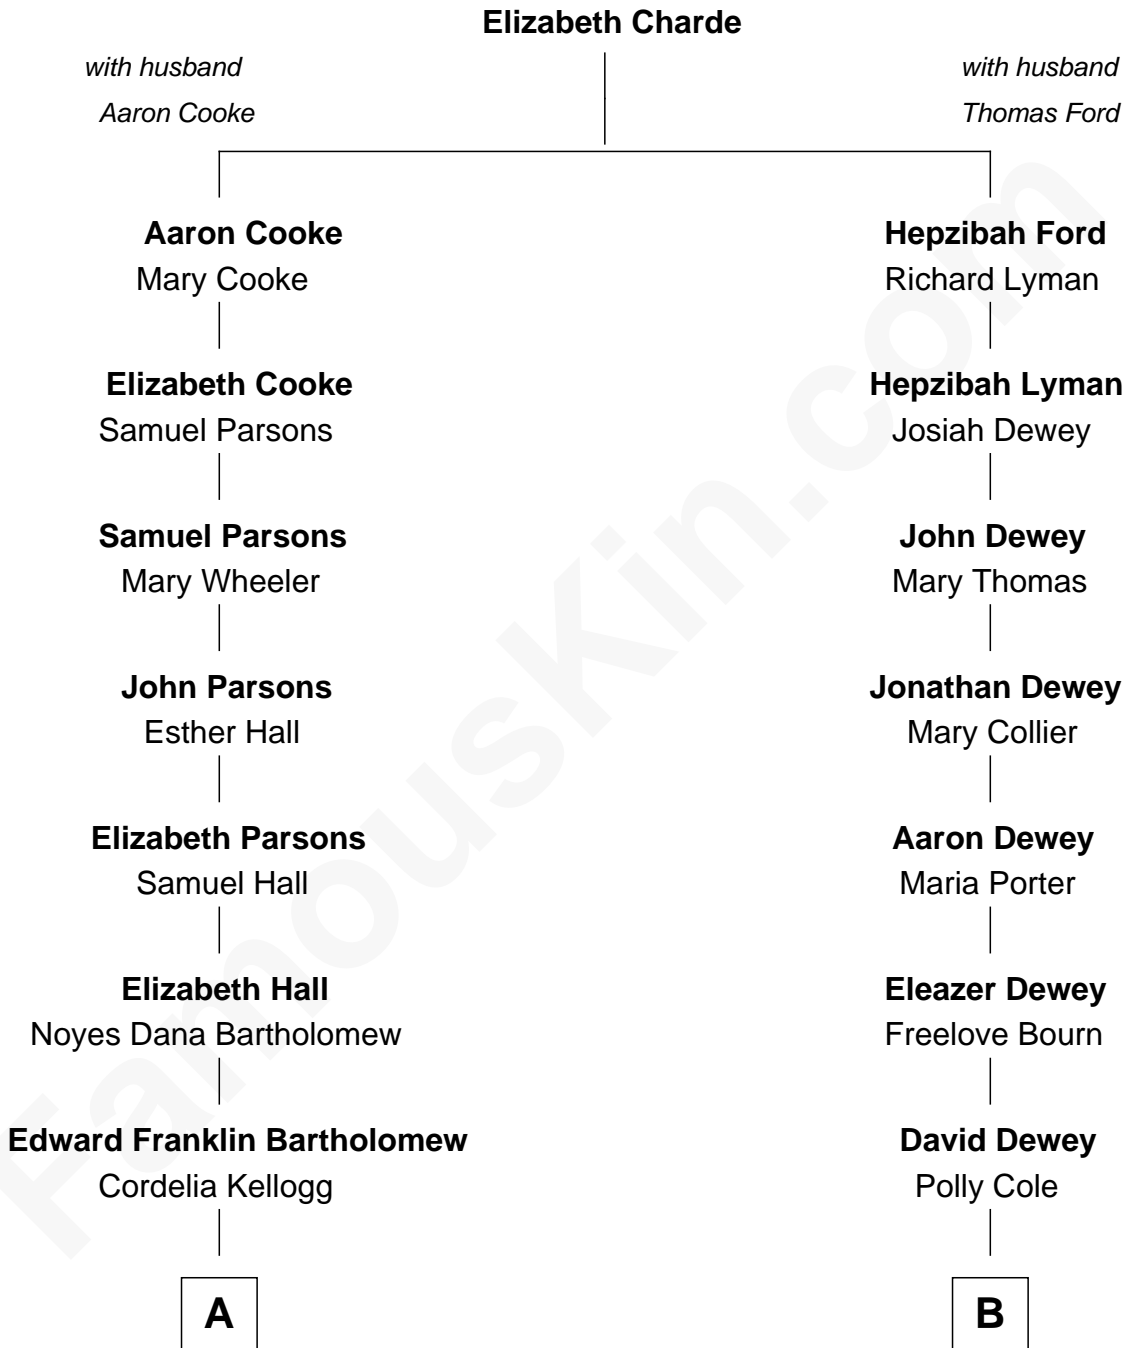 Elizabeth Charde
with husband
Aaron Cooke
with husband
Thomas Ford
Aaron Cooke
Mary Cooke
Hepzibah Ford
Richard Lyman
Elizabeth Cooke
Samuel Parsons
Hepzibah Lyman
Josiah Dewey
Samuel Parsons
Mary Wheeler
John Dewey
Mary Thomas
John Parsons
Esther Hall
Jonathan Dewey
Mary Collier
Elizabeth Parsons
Samuel Hall
Aaron Dewey
Maria Porter
Elizabeth Hall
Noyes Dana Bartholomew
Eleazer Dewey
Freelove Bourn
Edward Franklin Bartholomew
Cordelia Kellogg
David Dewey
Polly Cole
A
B
FamousKin.com